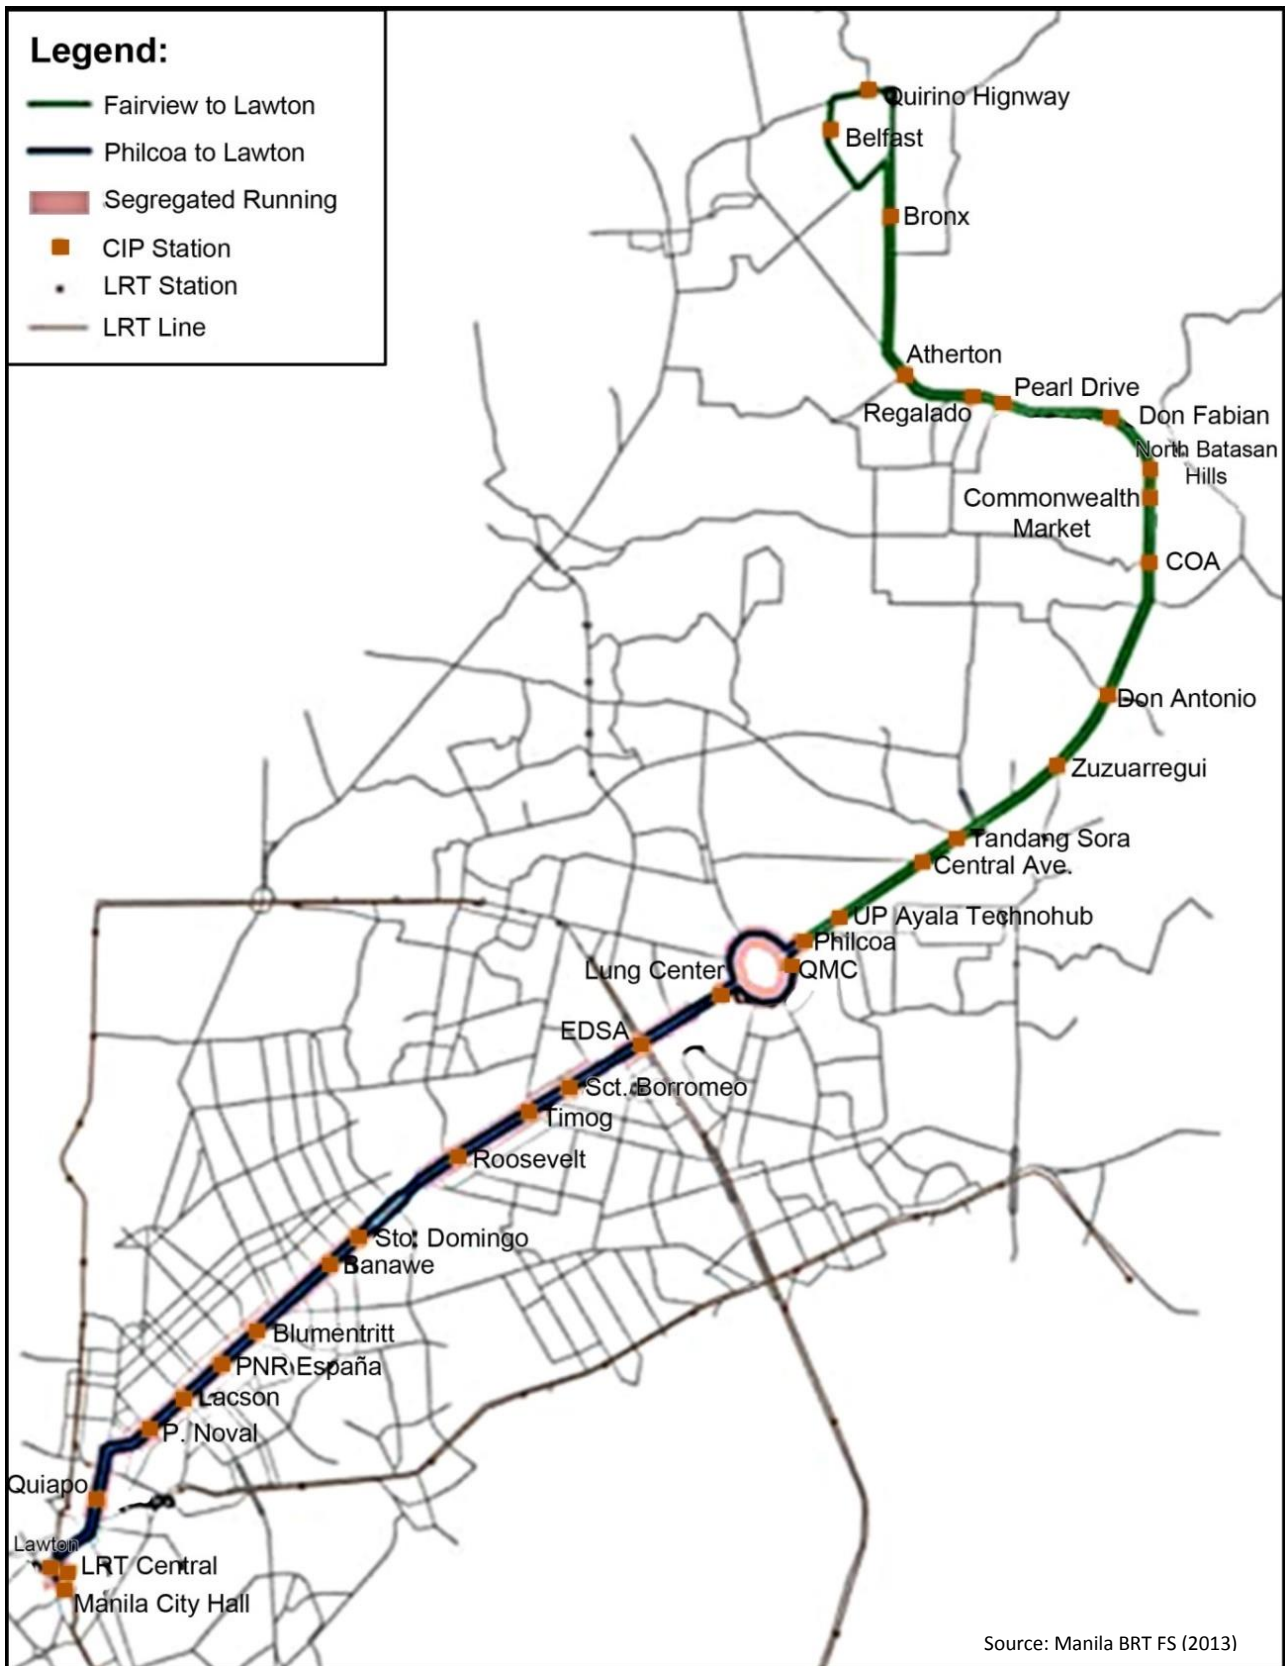 Legend:
Fairview to Lawton
Philcoa to Lawton
Segregated Running
CIP Station
LRT Station
LRT Line
Quirino Hignway
Belfast
Bronx
Atherton
Pearl Drive
Regalado
Don Fabian
North Batasan
Hills
Commonwealth
Market
COA
Don Antonio
Zuzuarregui
Tandang Sora
Central Ave.
UP Ayala Technohub
Philcoa
Lung Center
QMC
EDSA
Sct. Borromeo
Timog
Roosevelt
Sto. Domingo
Banawe
Blumentritt
PNR España
Lacson
P. Noval
Quiapo
Lawton
LRT Central
Manila City Hall
Source: Manila BRT FS (2013)